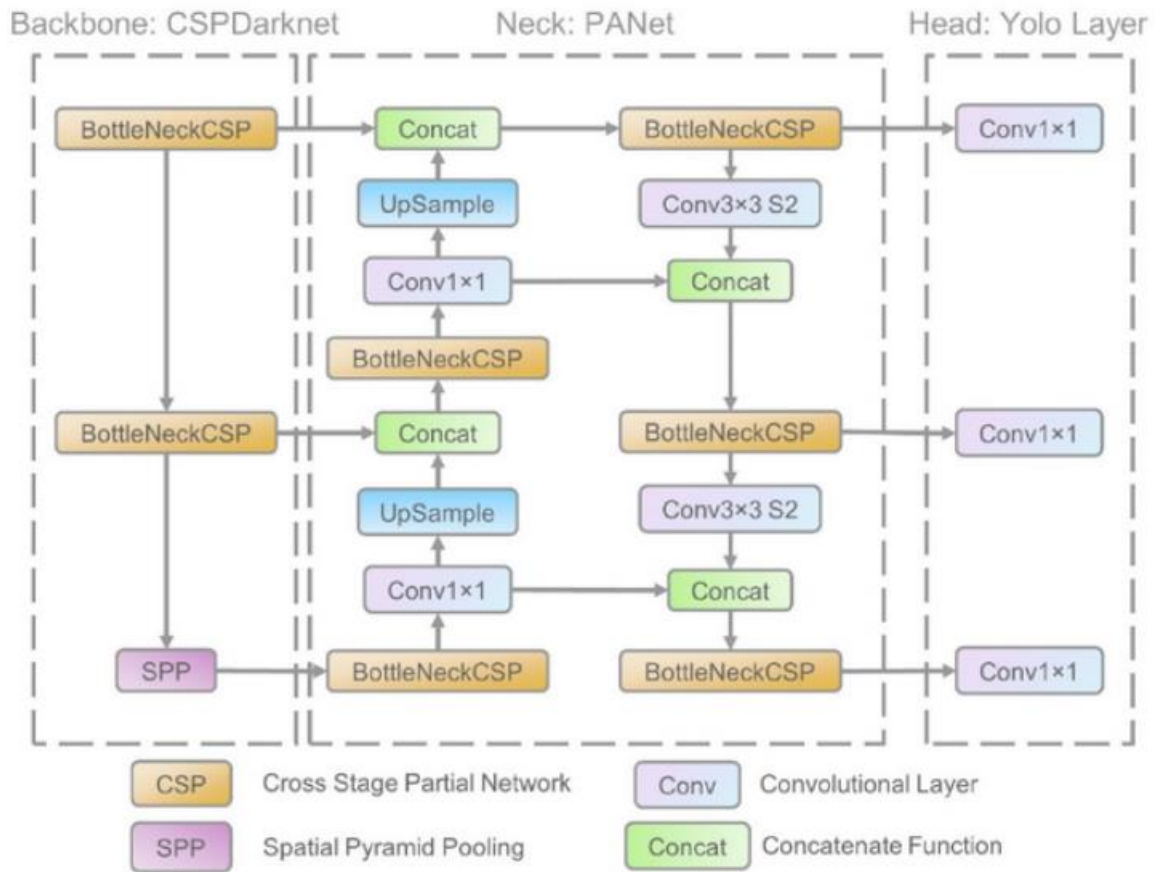 Backbone: CSPDarknet
Neck: PANet
Head: Yolo Layer
BottleNeckCSP
Concat
BottleNeckCSP
Conv1×1
UpSample
Conv3×3 S2
Conv1×1
Concat
BottleNeckCSP
BottleNeckCSP
Concat
BottleNeckCSP
Conv1×1
UpSample
Conv3×3 S2
Conv1×1
Concat
SPP
BottleNeckCSP
BottleNeckCSP
Conv1×1
CSP
Cross Stage Partial Network
Conv
Convolutional Layer
SPP
Spatial Pyramid Pooling
Concat
Concatenate Function